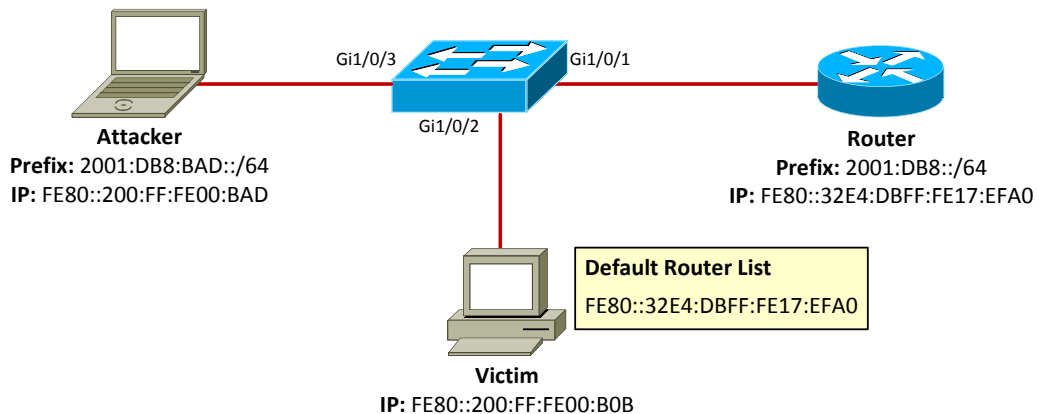 Gi1/0/3
Gi1/0/1
Gi1/0/2
Attacker
Prefix: 2001:DB8:BAD::/64
IP: FE80::200:FF:FE00:BAD
Router
Prefix: 2001:DB8::/64
IP: FE80::32E4:DBFF:FE17:EFA0
Default Router List
FE80::32E4:DBFF:FE17:EFA0
Victim
IP: FE80::200:FF:FE00:B0B